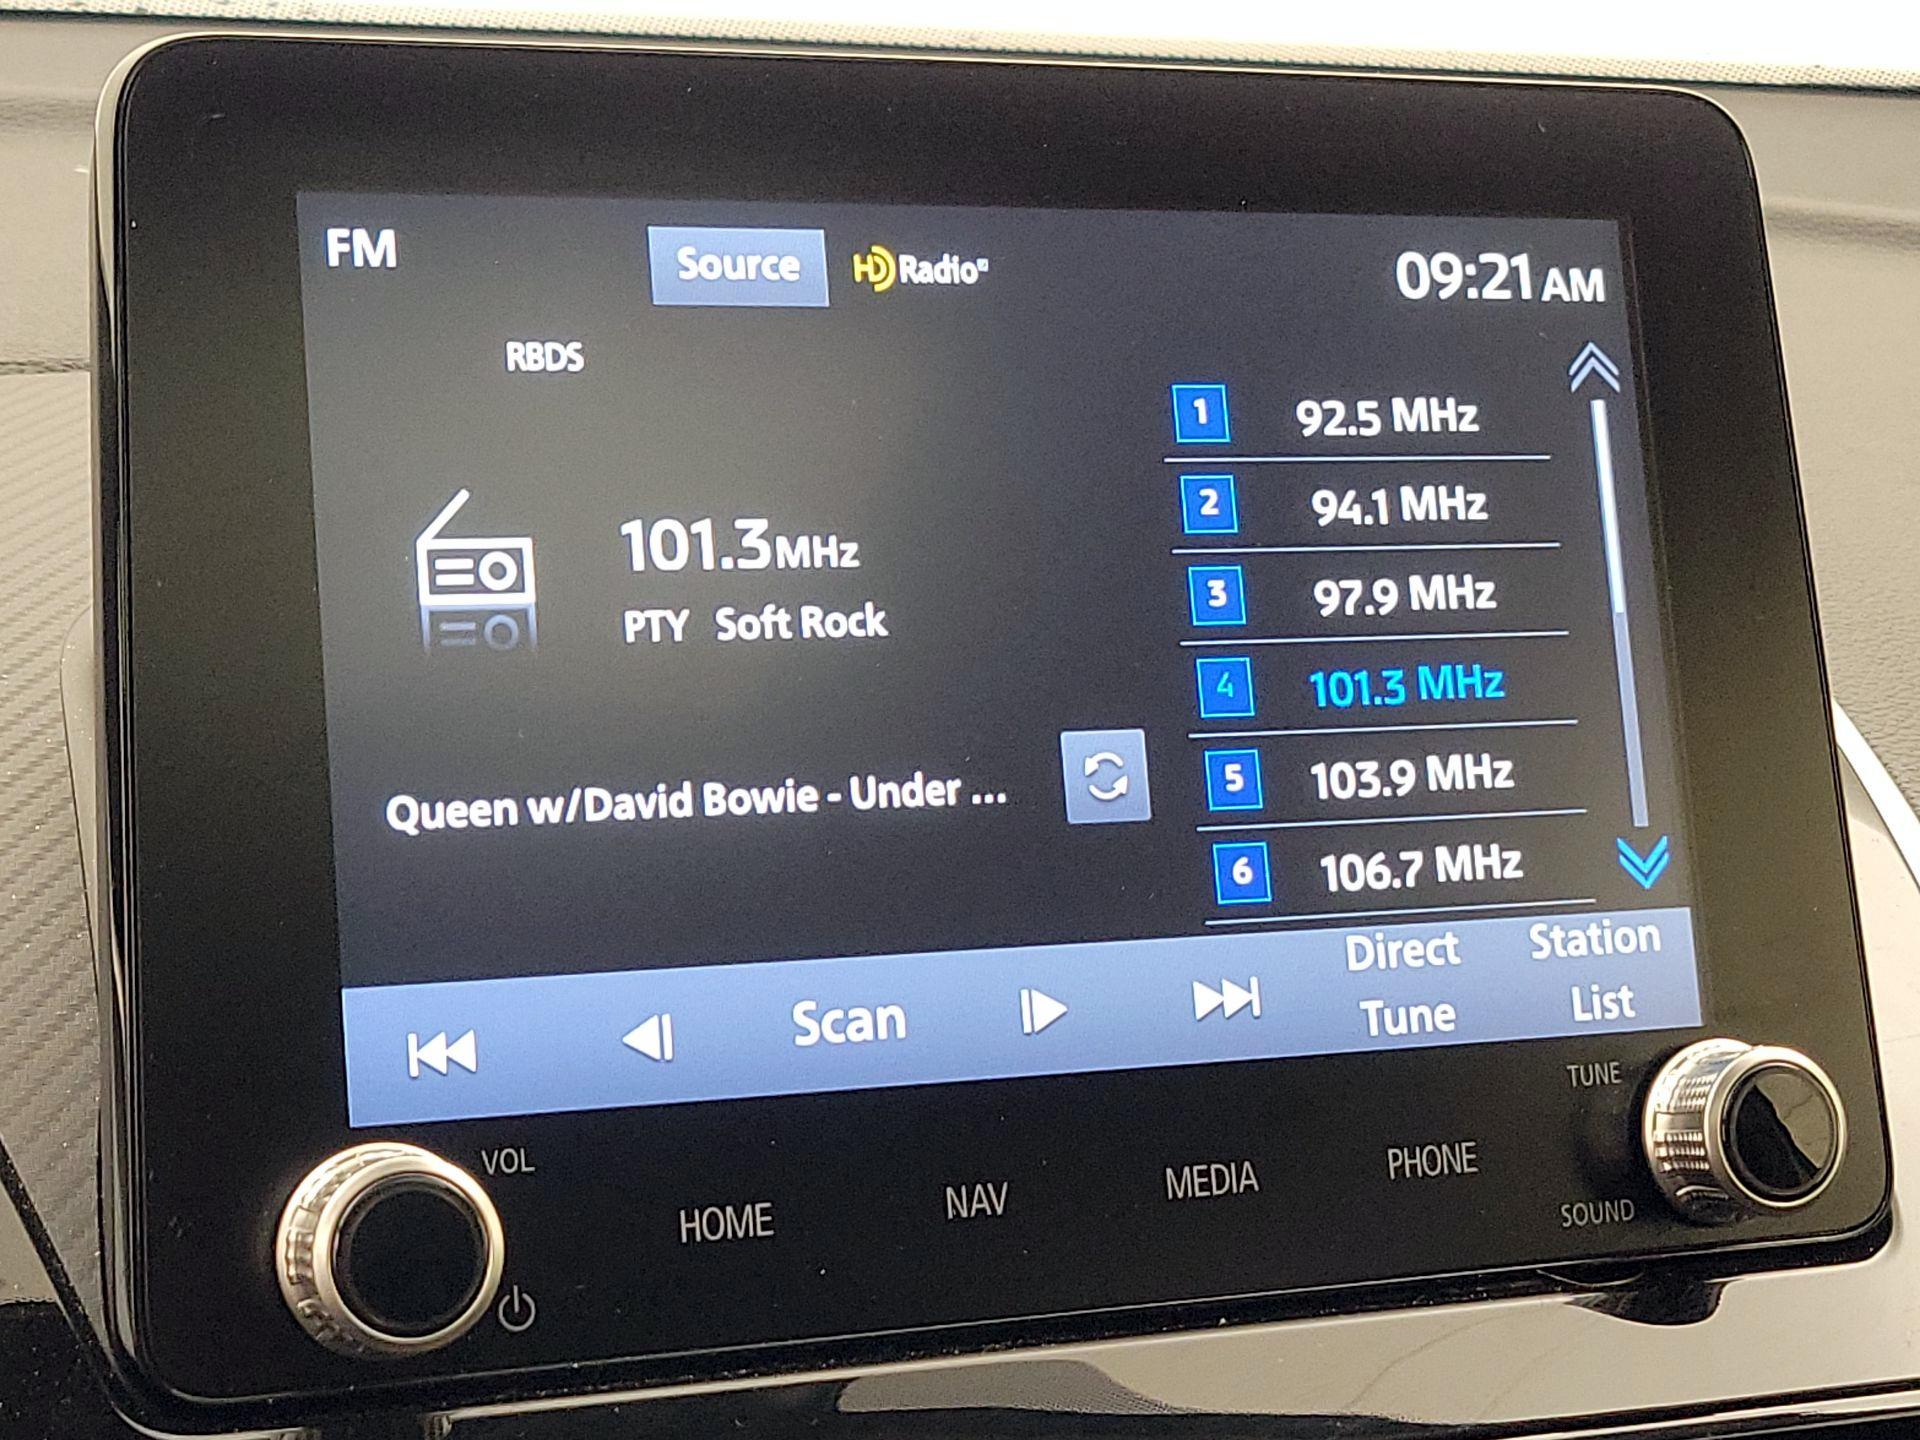 FM
Source
HD Radio
09:21 AM
RBDS
1 92.5 MHz
2 94.1 MHz
3 97.9 MHz
101.3 MHz
PTY Soft Rock
4 101.3 MHz
Queen w/David Bowie - Under ...
5 103.9 MHz
6 106.7 MHz
Scan
Direct
Tune
Station
List
TUNE
VOL
HOME
NAV
MEDIA
PHONE
SOUND